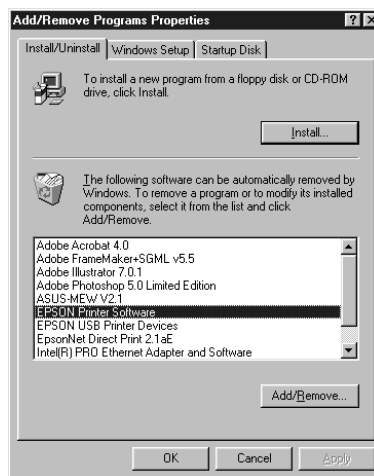 Add/Remove Programs Properties
Install/Uninstall Windows Setup Startup Disk
To install a new program from a floppy disk or CD-ROM
drive, click Install.
Install...
The following software can be automatically removed by
Windows. To remove a program or to modify its installed
components, select it from the list and click
Add/Remove.
Adobe Acrobat 4.0
Adobe FrameMaker+SGML v5.5
Adobe Illustrator 7.0.1
Adobe Photoshop 5.0 Limited Edition
ASUS-MEW V2.1
EPSON Printer Software
EPSON USB Printer Devices
EpsonNet Direct Print 2.1aE
Intel(R) PRO Ethernet Adapter and Software
Add/Remove...
OK Cancel Apply